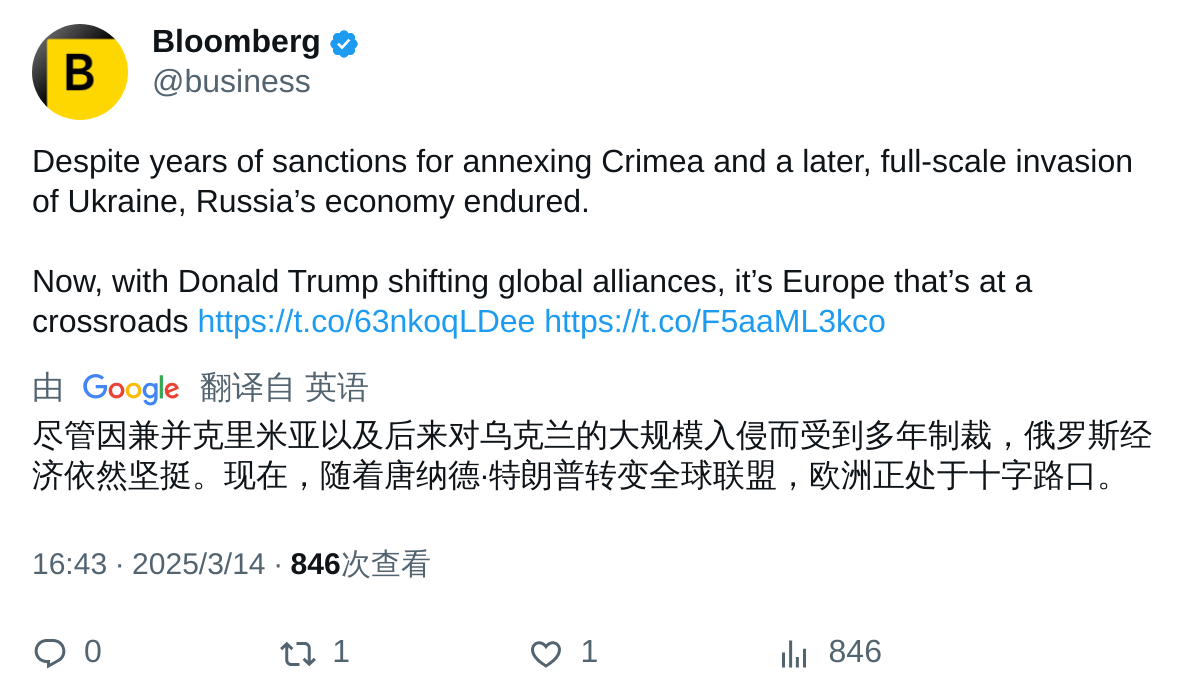 B
Bloomberg
@business
Despite years of sanctions for annexing Crimea and a later, full-scale invasion
of Ukraine, Russia’s economy endured.
Now, with Donald Trump shifting global alliances, it’s Europe that’s at a
crossroads https://t.co/63nkoqLDee https://t.co/F5aaML3kco
由 Google 翻译自 英语
尽管因兼并克里米亚以及后来对乌克兰的大规模入侵而受到多年制裁，俄罗斯经
济依然坚挺。现在，随着唐纳德·特朗普转变全球联盟，欧洲正处于十字路口。
16:43 · 2025/3/14 · 846次查看
0 1 1 846